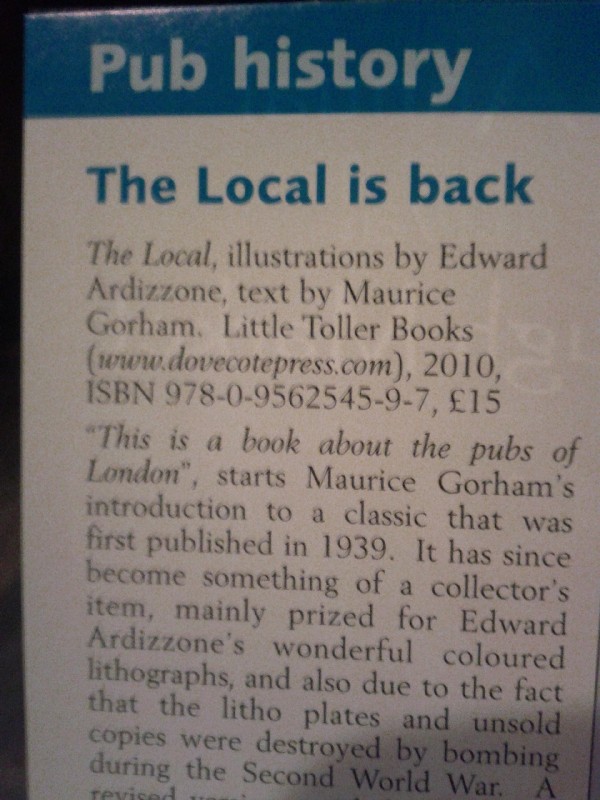 Pub history
The Local is back
The Local, illustrations by Edward
Ardizzone, text by Maurice
Gorham. Little Toller Books
(www.dovecotepress.com), 2010,
ISBN 978-0-9562545-9-7, £15
"This is a book about the pubs of
London", starts Maurice Gorham's
introduction to a classic that was
first published in 1939. It has since
become something of a collector's
item, mainly prized for Edward
Ardizzone's wonderful coloured
lithographs, and also due to the fact
that the litho plates and unsold
copies were destroyed by bombing
during the Second World War. A
revised